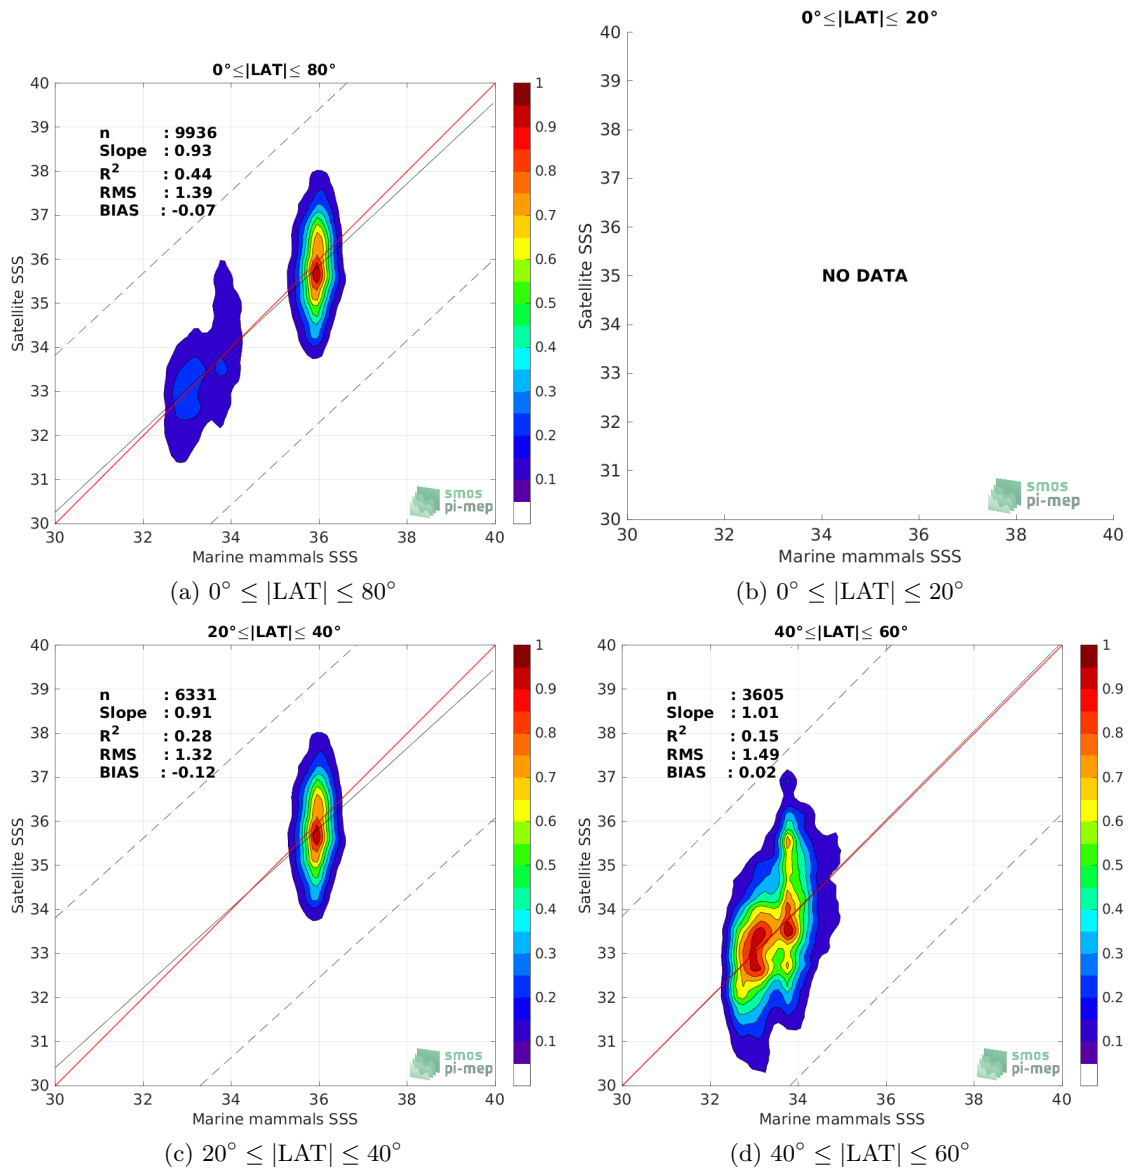 0°≤|LAT|≤ 80°
40
39
38
37
36
35
34
33
32
31
30
Satellite SSS
n : 9936
Slope : 0.93
R² : 0.44
RMS : 1.39
BIAS : -0.07
smos
pi-mep
1
0.9
0.8
0.7
0.6
0.5
0.4
0.3
0.2
0.1
30 32 34 36 38 40
Marine mammals SSS
(a) 0° ≤ |LAT| ≤ 80°
0°≤|LAT|≤ 20°
40
39
38
37
36
35
34
33
32
31
30
Satellite SSS
NO DATA
smos
pi-mep
30 32 34 36 38 40
Marine mammals SSS
(b) 0° ≤ |LAT| ≤ 20°
20°≤|LAT|≤ 40°
40
39
38
37
36
35
34
33
32
31
30
Satellite SSS
n : 6331
Slope : 0.91
R² : 0.28
RMS : 1.32
BIAS : -0.12
smos
pi-mep
1
0.9
0.8
0.7
0.6
0.5
0.4
0.3
0.2
0.1
30 32 34 36 38 40
Marine mammals SSS
(c) 20° ≤ |LAT| ≤ 40°
40°≤|LAT|≤ 60°
40
39
38
37
36
35
34
33
32
31
30
Satellite SSS
n : 3605
Slope : 1.01
R² : 0.15
RMS : 1.49
BIAS : 0.02
smos
pi-mep
1
0.9
0.8
0.7
0.6
0.5
0.4
0.3
0.2
0.1
30 32 34 36 38 40
Marine mammals SSS
(d) 40° ≤ |LAT| ≤ 60°